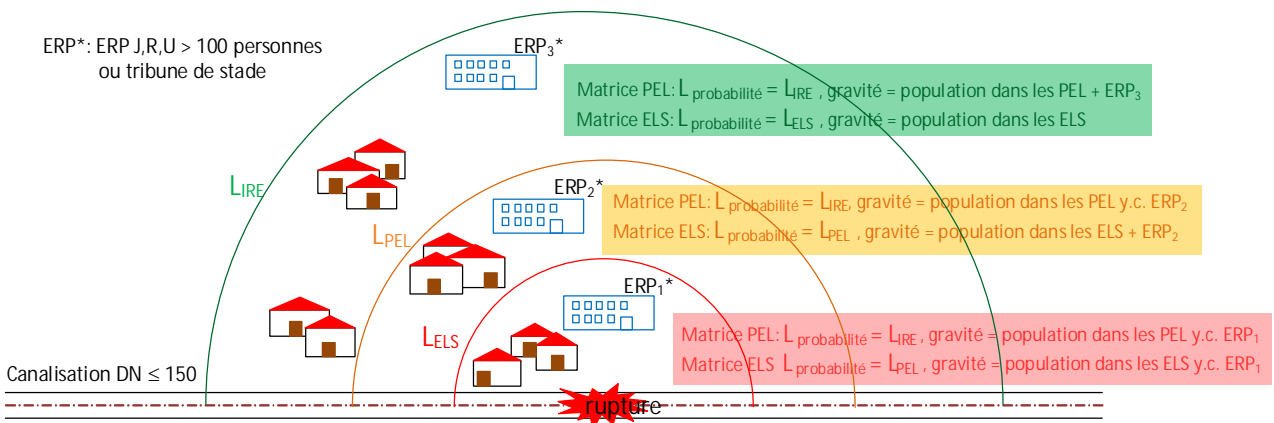 ERP*: ERP J,R,U > 100 personnes
ou tribune de stade
ERP3*
Matrice PEL: L probabilité = LIRE , gravité = population dans les PEL + ERP3
Matrice ELS: L probabilité = LELS , gravité = population dans les ELS
LIRE
ERP2*
Matrice PEL: L probabilité = LIRE, gravité = population dans les PEL y.c. ERP2
Matrice ELS: L probabilité = LPEL , gravité = population dans les ELS + ERP2
LPEL
ERP1*
LELS
Matrice PEL: L probabilité = LIRE , gravité = population dans les PEL y.c. ERP1
Matrice ELS L probabilité = LPEL , gravité = population dans les ELS y.c. ERP1
Canalisation DN ≤ 150
rupture